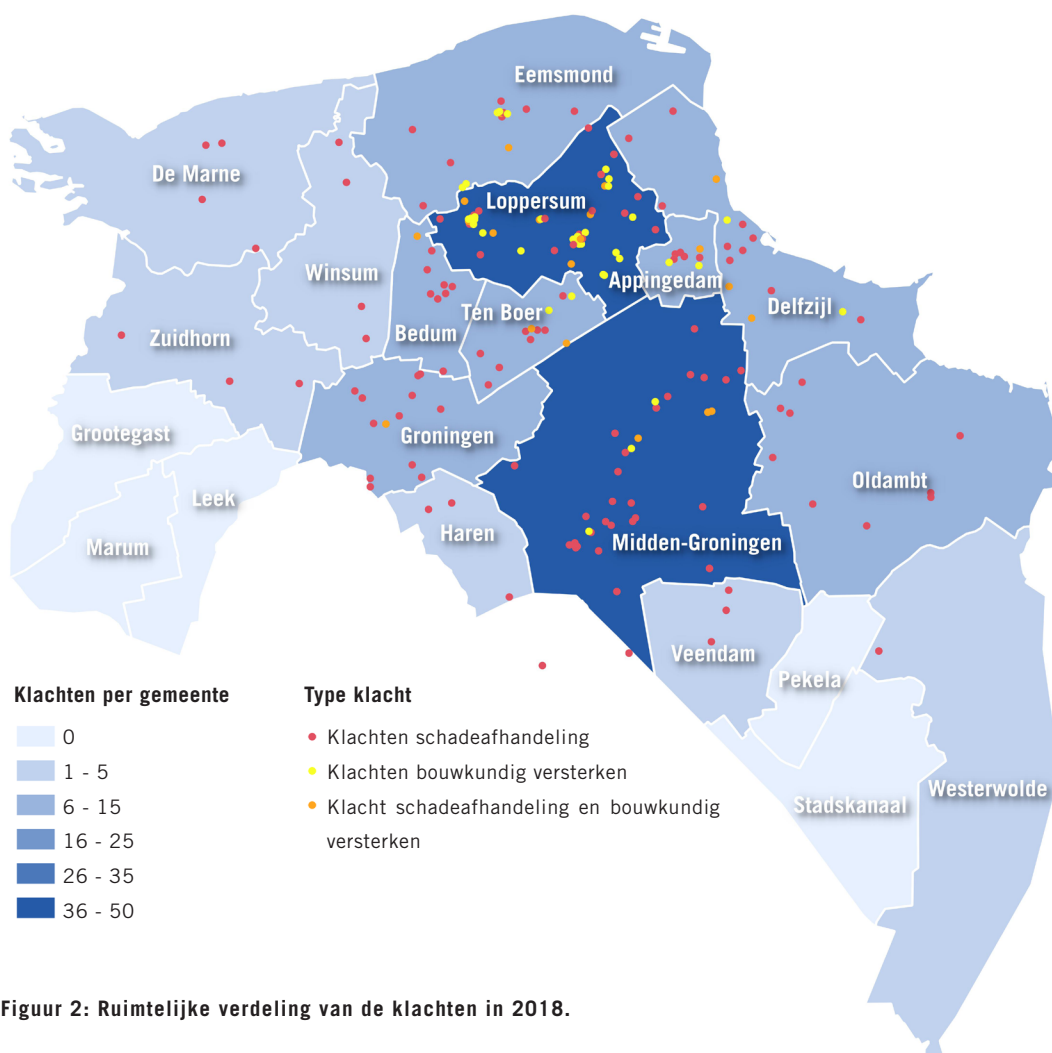 Eemsmond
De Marne
Loppersum
Winsum
Appingedam
Ten Boer
Delfzijl
Zuidhorn
Bedum
Grootegast
Groningen
Leek
Oldambt
Haren
Marum
Midden-Groningen
Veendam
Pekela
Westerwolde
Stadskanaal
Klachten per gemeente
0
1 - 5
6 - 15
16 - 25
26 - 35
36 - 50
Type klacht
Klachten schadeafhandeling
Klachten bouwkundig versterken
Klacht schadeafhandeling en bouwkundig
versterken
Figuur 2: Ruimtelijke verdeling van de klachten in 2018.